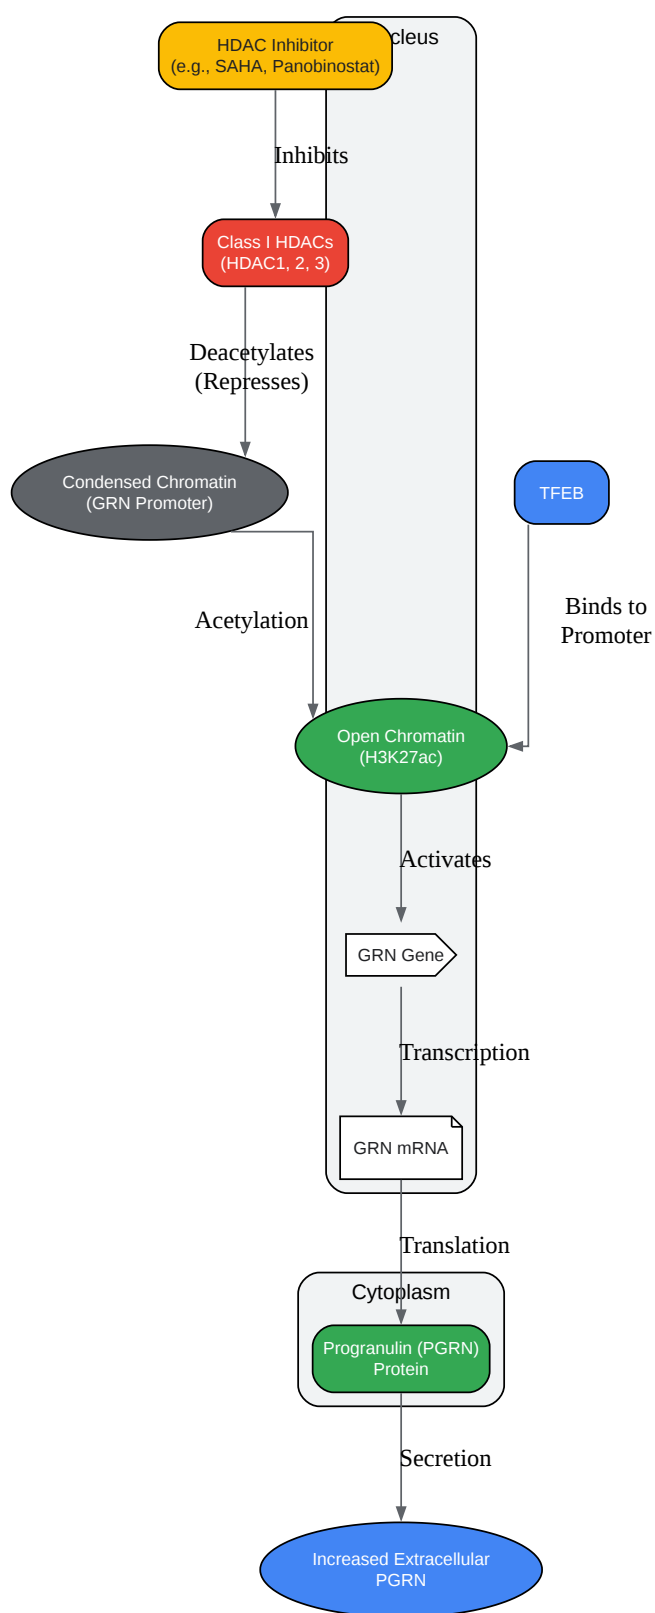 HDAC Inhibitor
(e.g., SAHA, Panobinostat)
cleus
Inhibits
Class I HDACs
(HDAC1, 2, 3)
Deacetylates
(Represses)
Condensed Chromatin
(GRN Promoter)
TFEB
Binds to
Promoter
Acetylation
Open Chromatin
(H3K27ac)
Activates
GRN Gene
Transcription
GRN mRNA
Translation
Cytoplasm
Progranulin (PGRN)
Protein
Secretion
Increased Extracellular
PGRN